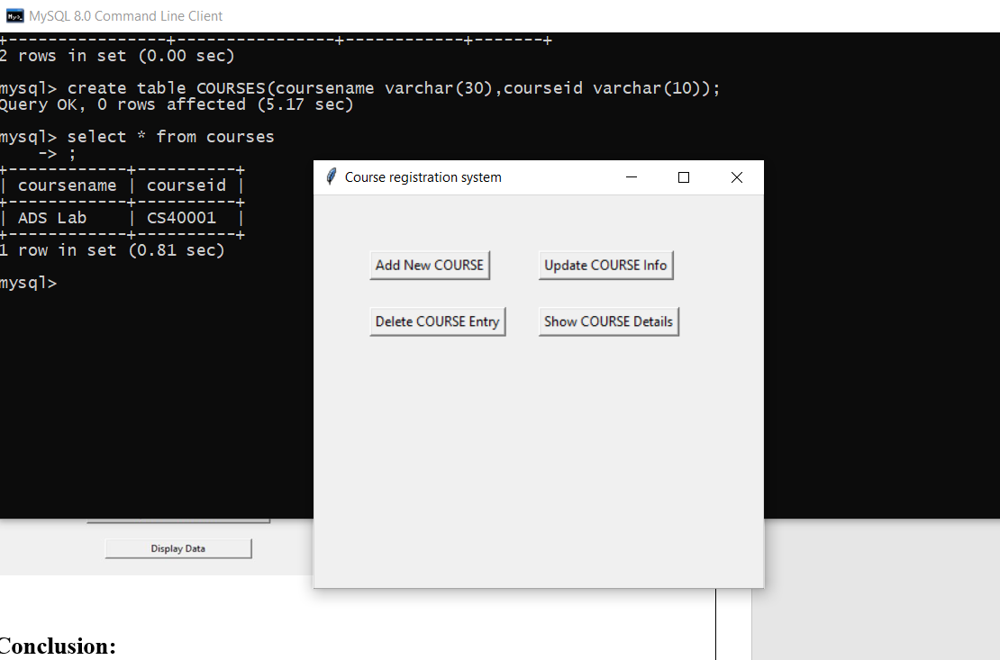 MySQL 8.0 Command Line Client
+----------------+----------------+------------+-------+
2 rows in set (0.00 sec)
mysql> create table COURSES(coursename varchar(30),courseid varchar(10));
Query OK, 0 rows affected (5.17 sec)
mysql> select * from courses
    -> ;
+------------+----------+
| coursename | courseid |
+------------+----------+
| ADS Lab    | CS40001  |
+------------+----------+
1 row in set (0.81 sec)
mysql>
Course registration system
Add New COURSE
Update COURSE Info
Delete COURSE Entry
Show COURSE Details
Display Data
Conclusion: